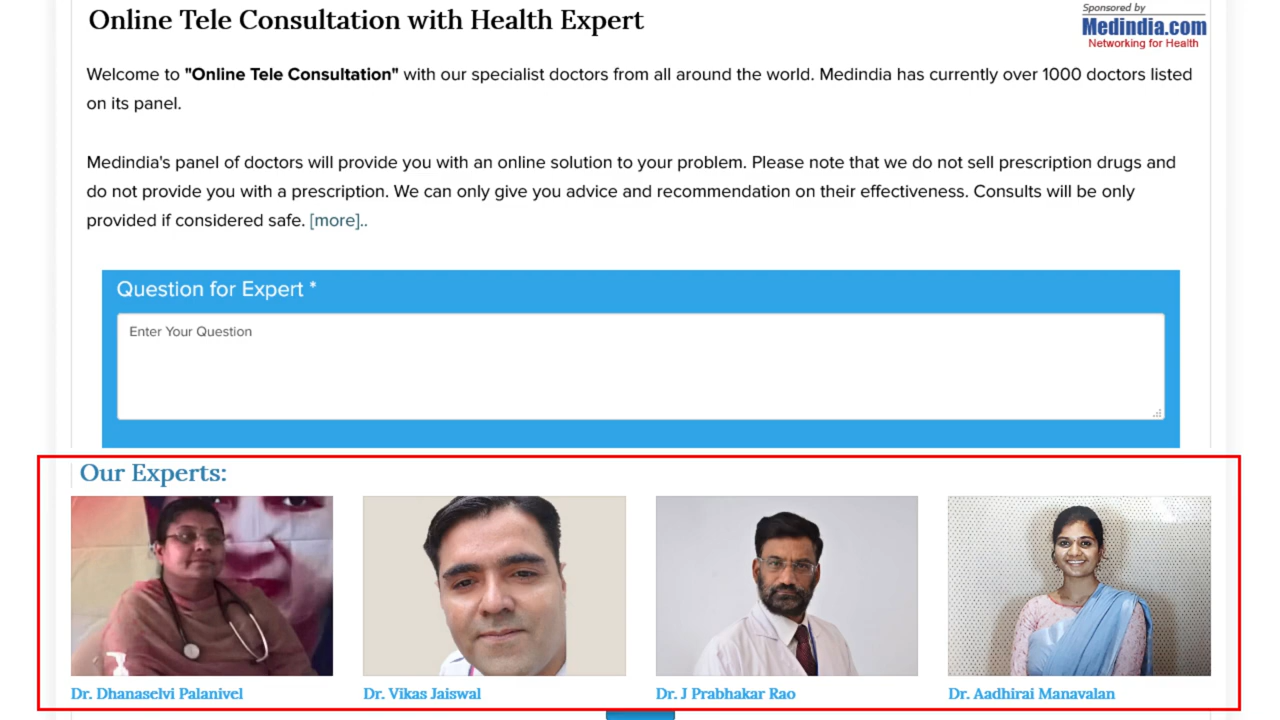 Online Tele Consultation with Health Expert
Sponsored by
Medindia.com
Networking for Health
Welcome to "Online Tele Consultation" with our specialist doctors from all around the world. Medindia has currently over 1000 doctors listed
on its panel.
Medindia's panel of doctors will provide you with an online solution to your problem. Please note that we do not sell prescription drugs and
do not provide you with a prescription. We can only give you advice and recommendation on their effectiveness. Consults will be only
provided if considered safe. [more]..
Question for Expert *
Enter Your Question
Our Experts:
Dr. Dhanaselvi Palanivel
Dr. Vikas Jaiswal
Dr. J Prabhakar Rao
Dr. Aadhirai Manavalan